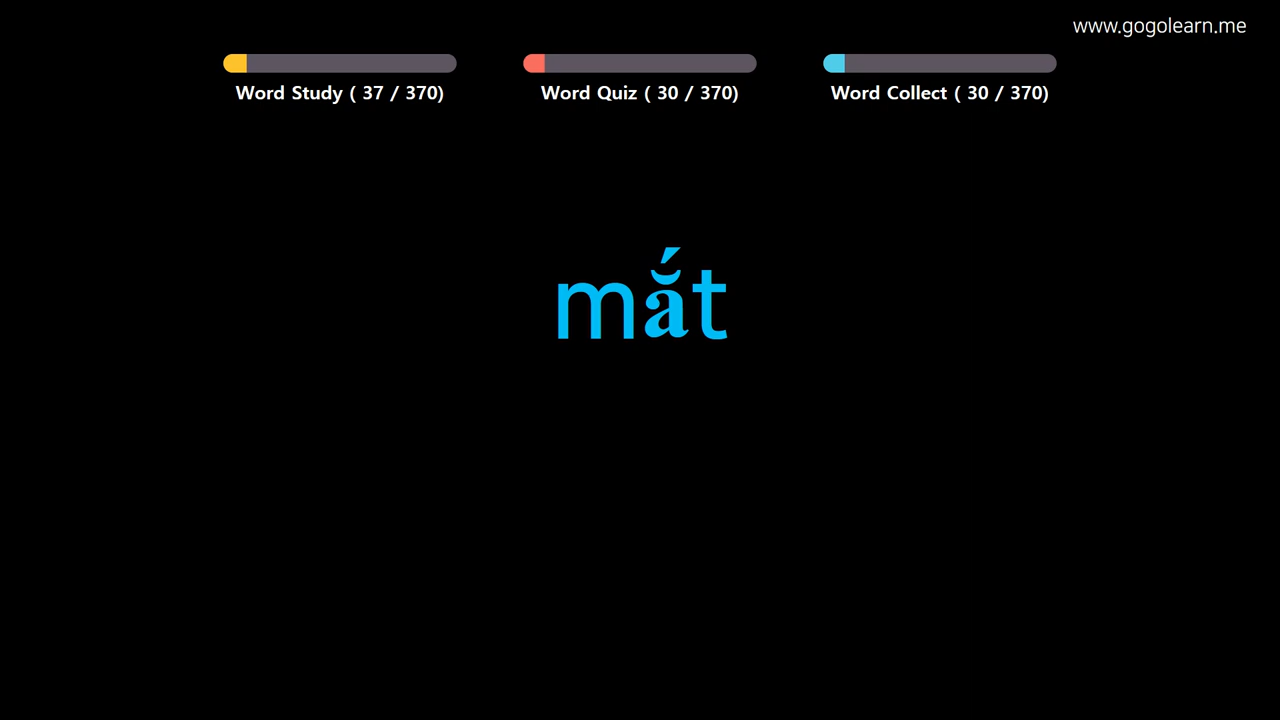 www.gogolearn.me
Word Study ( 37 / 370)
Word Quiz ( 30 / 370)
Word Collect ( 30 / 370)
mắt